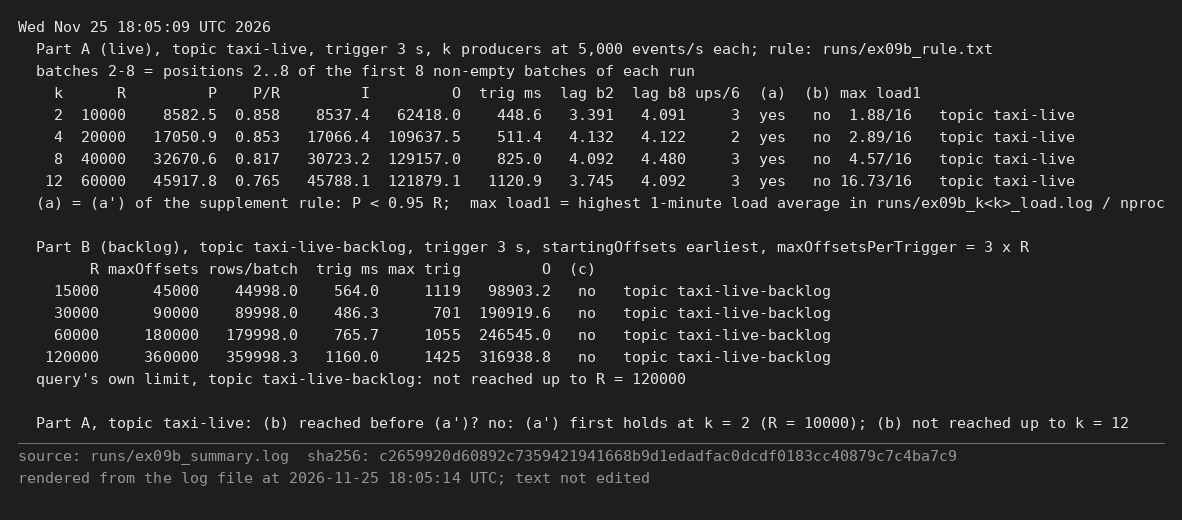 Wed Nov 25 18:05:09 UTC 2026
Part A (live), topic taxi-live, trigger 3 s, k producers at 5,000 events/s each; rule: runs/ex09b_rule.txt
batches 2-8 = positions 2..8 of the first 8 non-empty batches of each run
k R P P/R I O trig ms lag b2 lag b8 ups/6 (a) (b) max load1
2 10000 8582.5 0.858 8537.4 62418.0 448.6 3.391 4.091 3 yes no 1.88/16 topic taxi-live
4 20000 17050.9 0.853 17066.4 109637.5 511.4 4.132 4.122 2 yes no 2.89/16 topic taxi-live
8 40000 32670.6 0.817 30723.2 129157.0 825.0 4.092 4.480 3 yes no 4.57/16 topic taxi-live
12 60000 45917.8 0.765 45788.1 121879.1 1120.9 3.745 4.092 3 yes no 16.73/16 topic taxi-live
(a) = (a') of the supplement rule: P < 0.95 R; max load1 = highest 1-minute load average in runs/ex09b_k<k>_load.log / nproc
Part B (backlog), topic taxi-live-backlog, trigger 3 s, startingOffsets earliest, maxOffsetsPerTrigger = 3 x R
R maxOffsets rows/batch trig ms max trig O (c)
15000 45000 44998.0 564.0 1119 98903.2 no topic taxi-live-backlog
30000 90000 89998.0 486.3 701 190919.6 no topic taxi-live-backlog
60000 180000 179998.0 765.7 1055 246545.0 no topic taxi-live-backlog
120000 360000 359998.3 1160.0 1425 316938.8 no topic taxi-live-backlog
query's own limit, topic taxi-live-backlog: not reached up to R = 120000
Part A, topic taxi-live: (b) reached before (a')? no: (a') first holds at k = 2 (R = 10000); (b) not reached up to k = 12
source: runs/ex09b_summary.log sha256: c2659920d60892c7359421941668b9d1edadfac0dcdf0183cc40879c7c4ba7c9
rendered from the log file at 2026-11-25 18:05:14 UTC; text not edited